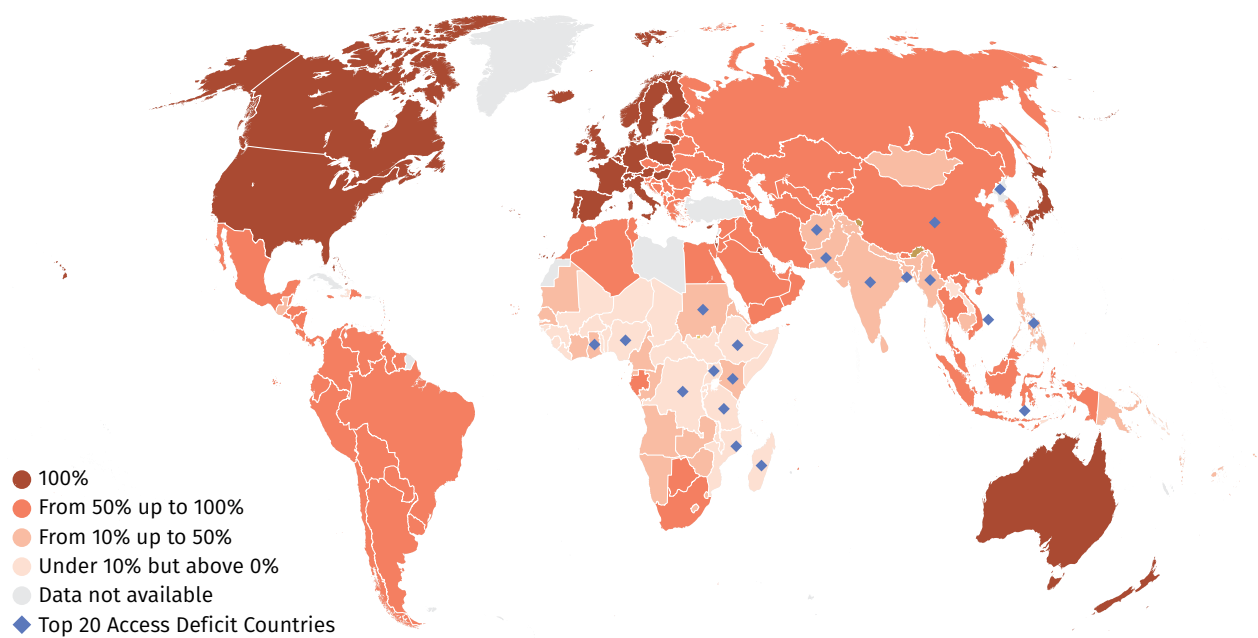 100%
From 50% up to 100%
From 10% up to 50%
Under 10% but above 0%
Data not available
Top 20 Access Deficit Countries